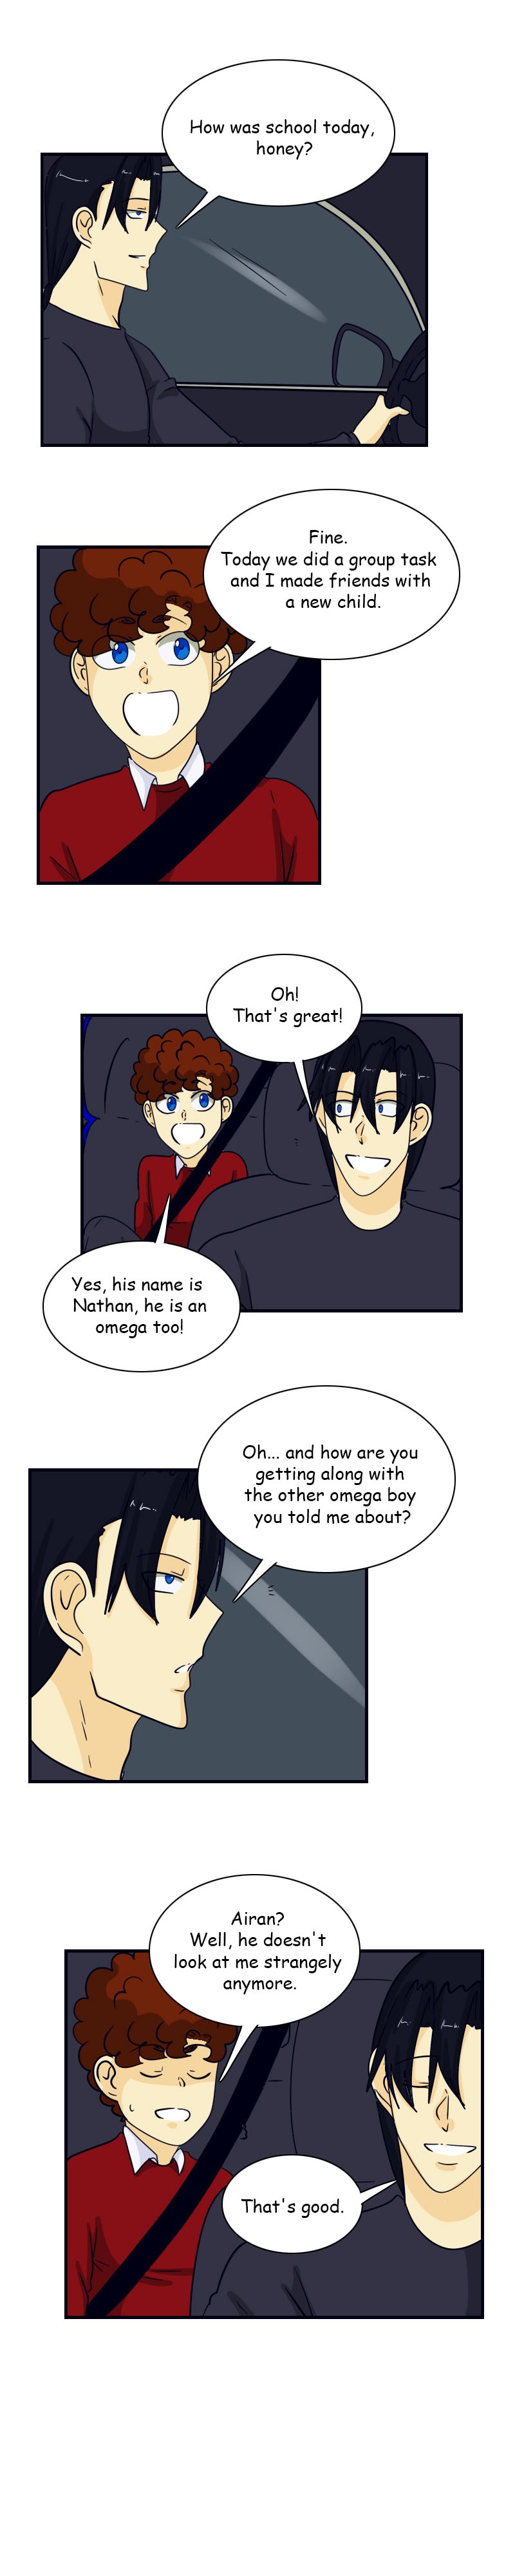 How was school today,
honey?
Fine.
Today we did a group task
and I made friends with
a new child.
Oh!
That's great!
Yes, his name is
Nathan, he is an
omega too!
Oh... and how are you
getting along with
the other omega boy
you told me about?
Airan?
Well, he doesn't
look at me strangely
anymore.
That's good.